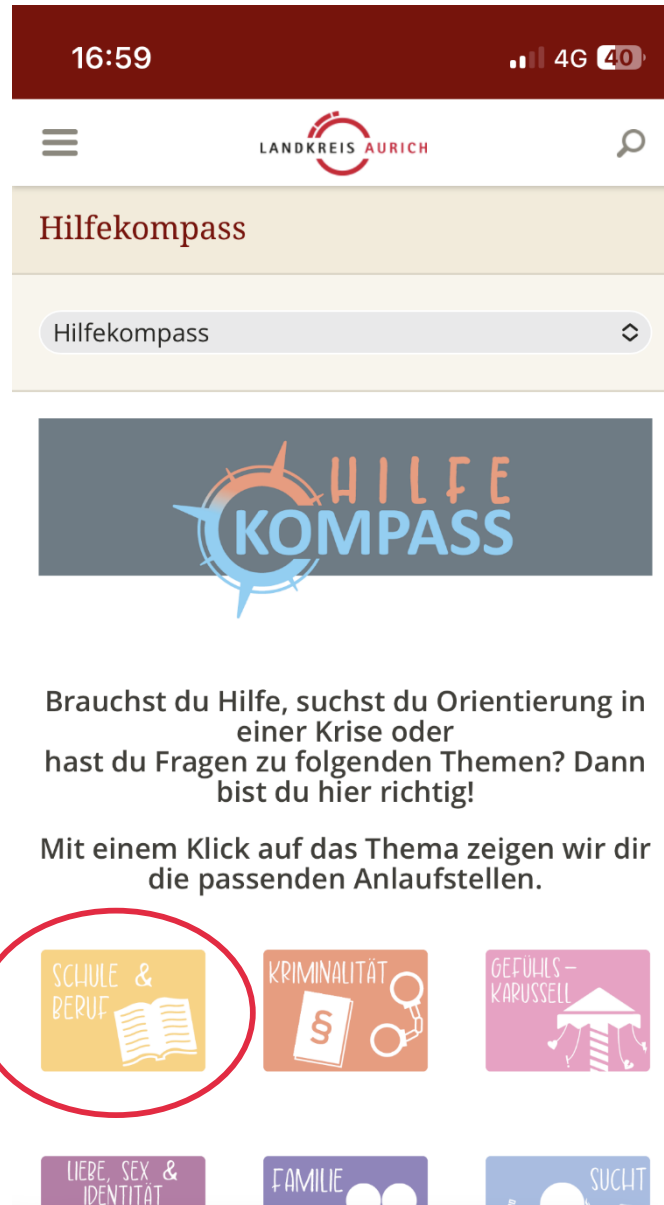 16:59
4G 40
LANDKREIS AURICH
Hilfekompass
Hilfekompass
HILFE
KOMPASS
Brauchst du Hilfe, suchst du Orientierung in
einer Krise oder
hast du Fragen zu folgenden Themen? Dann
bist du hier richtig!
Mit einem Klick auf das Thema zeigen wir dir
die passenden Anlaufstellen.
SCHULE &
BERUF
KRIMINALITÄT
§
GEFÜHLS-
KARUSSELL
LIEBE, SEX &
IDENTITÄT
FAMILIE
SUCHT